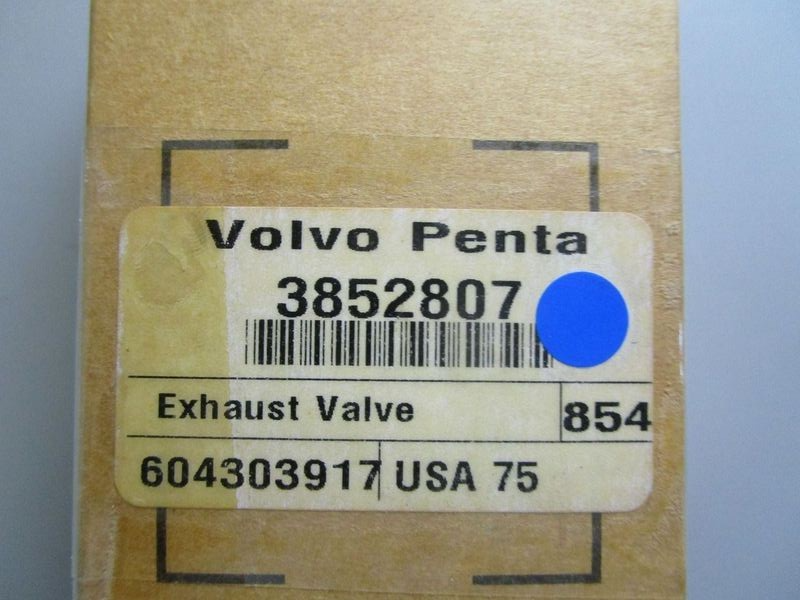 Volvo Penta
3852807
Exhaust Valve 854
604303917 USA 75